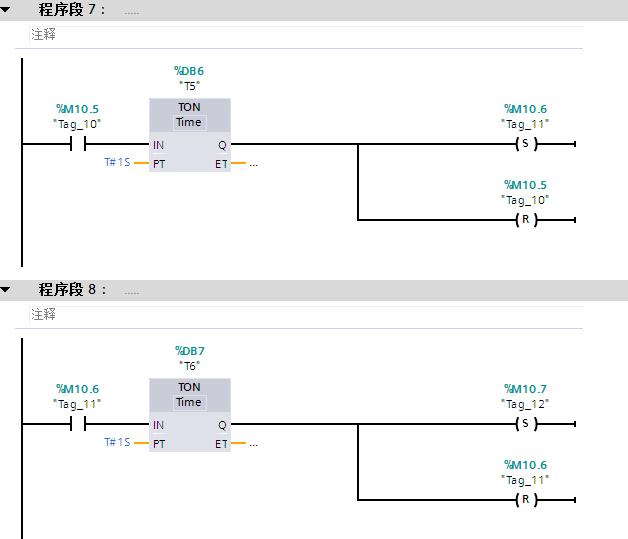 程序段 7： .....
注释
%DB6
"T5"
%M10.5
"Tag_10"
TON
Time
%M10.6
"Tag_11"
IN
Q
S
T#1S
PT
ET
...
%M10.5
"Tag_10"
R
程序段 8： .....
注释
%DB7
"T6"
%M10.6
"Tag_11"
TON
Time
%M10.7
"Tag_12"
IN
Q
S
T#1S
PT
ET
...
%M10.6
"Tag_11"
R